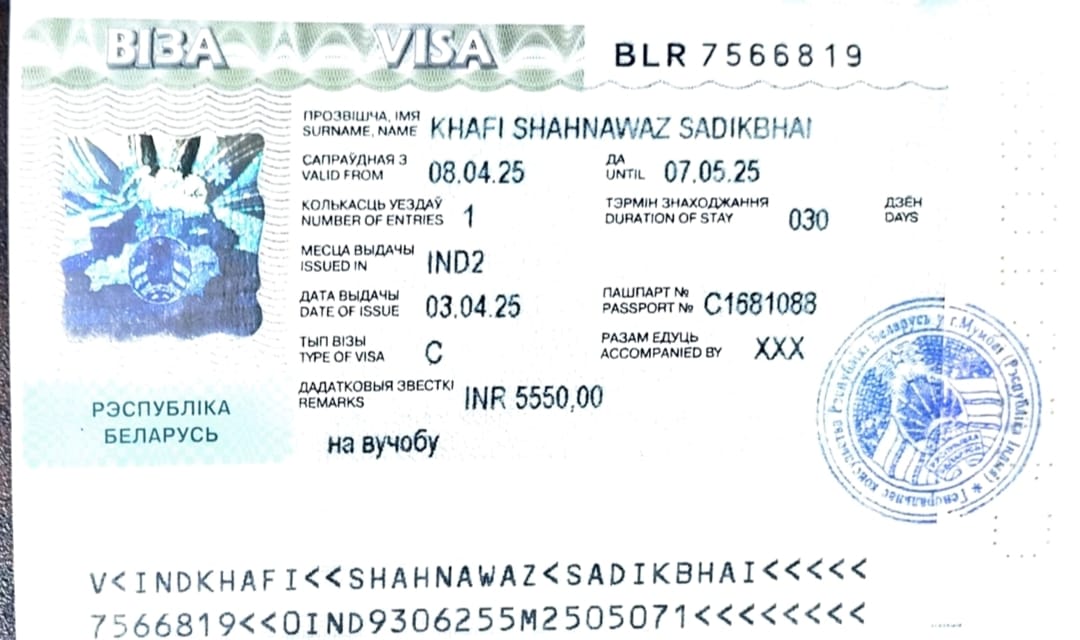 ВІЗА VISA BLR 7566819
ПРОЗВІШЧА, ІМЯ
SURNAME, NAME KHAFI SHAHNAWAZ SADIKBHAI
САПРАЎДНАЯ З
VALID FROM 08.04.25
ДА
UNTIL 07.05.25
КОЛЬКАСЦЬ УЕЗДАЎ
NUMBER OF ENTRIES 1
ТЭРМІН ЗНАХОДЖАННЯ
DURATION OF STAY 030
ДЗЁН
DAYS
МЕСЦА ВЫДАЧЫ
ISSUED IN IND2
ДАТА ВЫДАЧЫ
DATE OF ISSUE 03.04.25
ПАШПАРТ №
PASSPORT № C1681088
ТЫП ВІЗЫ
TYPE OF VISA C
РАЗАМ ЕДУЦЬ
ACCOMPANIED BY XXX
ДАДАТКОВЫЯ ЗВЕСТКІ
REMARKS INR 5550,00
на вучобу
РЭСПУБЛІКА
БЕЛАРУСЬ
Генеральнае консульства Рэспублікі Беларусь у г.Мумбаі (Рэспубліка Індыя) *
РЭСПУБЛІКА
БЕЛАРУСЬ
V<INDKHAFI<<SHAHNAWAZ<SADIKBHAI<<<<<
7566819<<0IND9306255M2505071<<<<<<<<